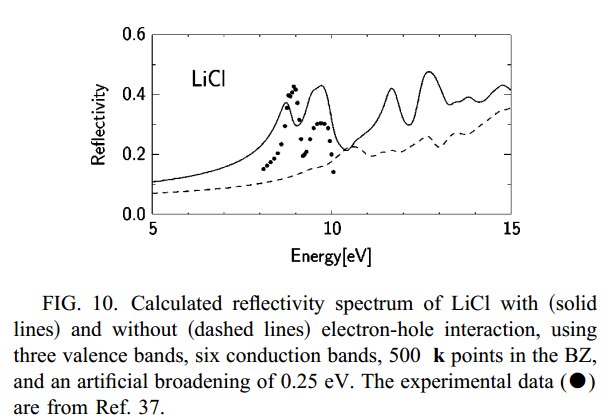 0.6
LiCl
0.4
Reflectivity
0.2
0.0
5
10
15
Energy[eV]
FIG. 10. Calculated reflectivity spectrum of LiCl with (solid
lines) and without (dashed lines) electron-hole interaction, using
three valence bands, six conduction bands, 500 k points in the BZ,
and an artificial broadening of 0.25 eV. The experimental data (●)
are from Ref. 37.